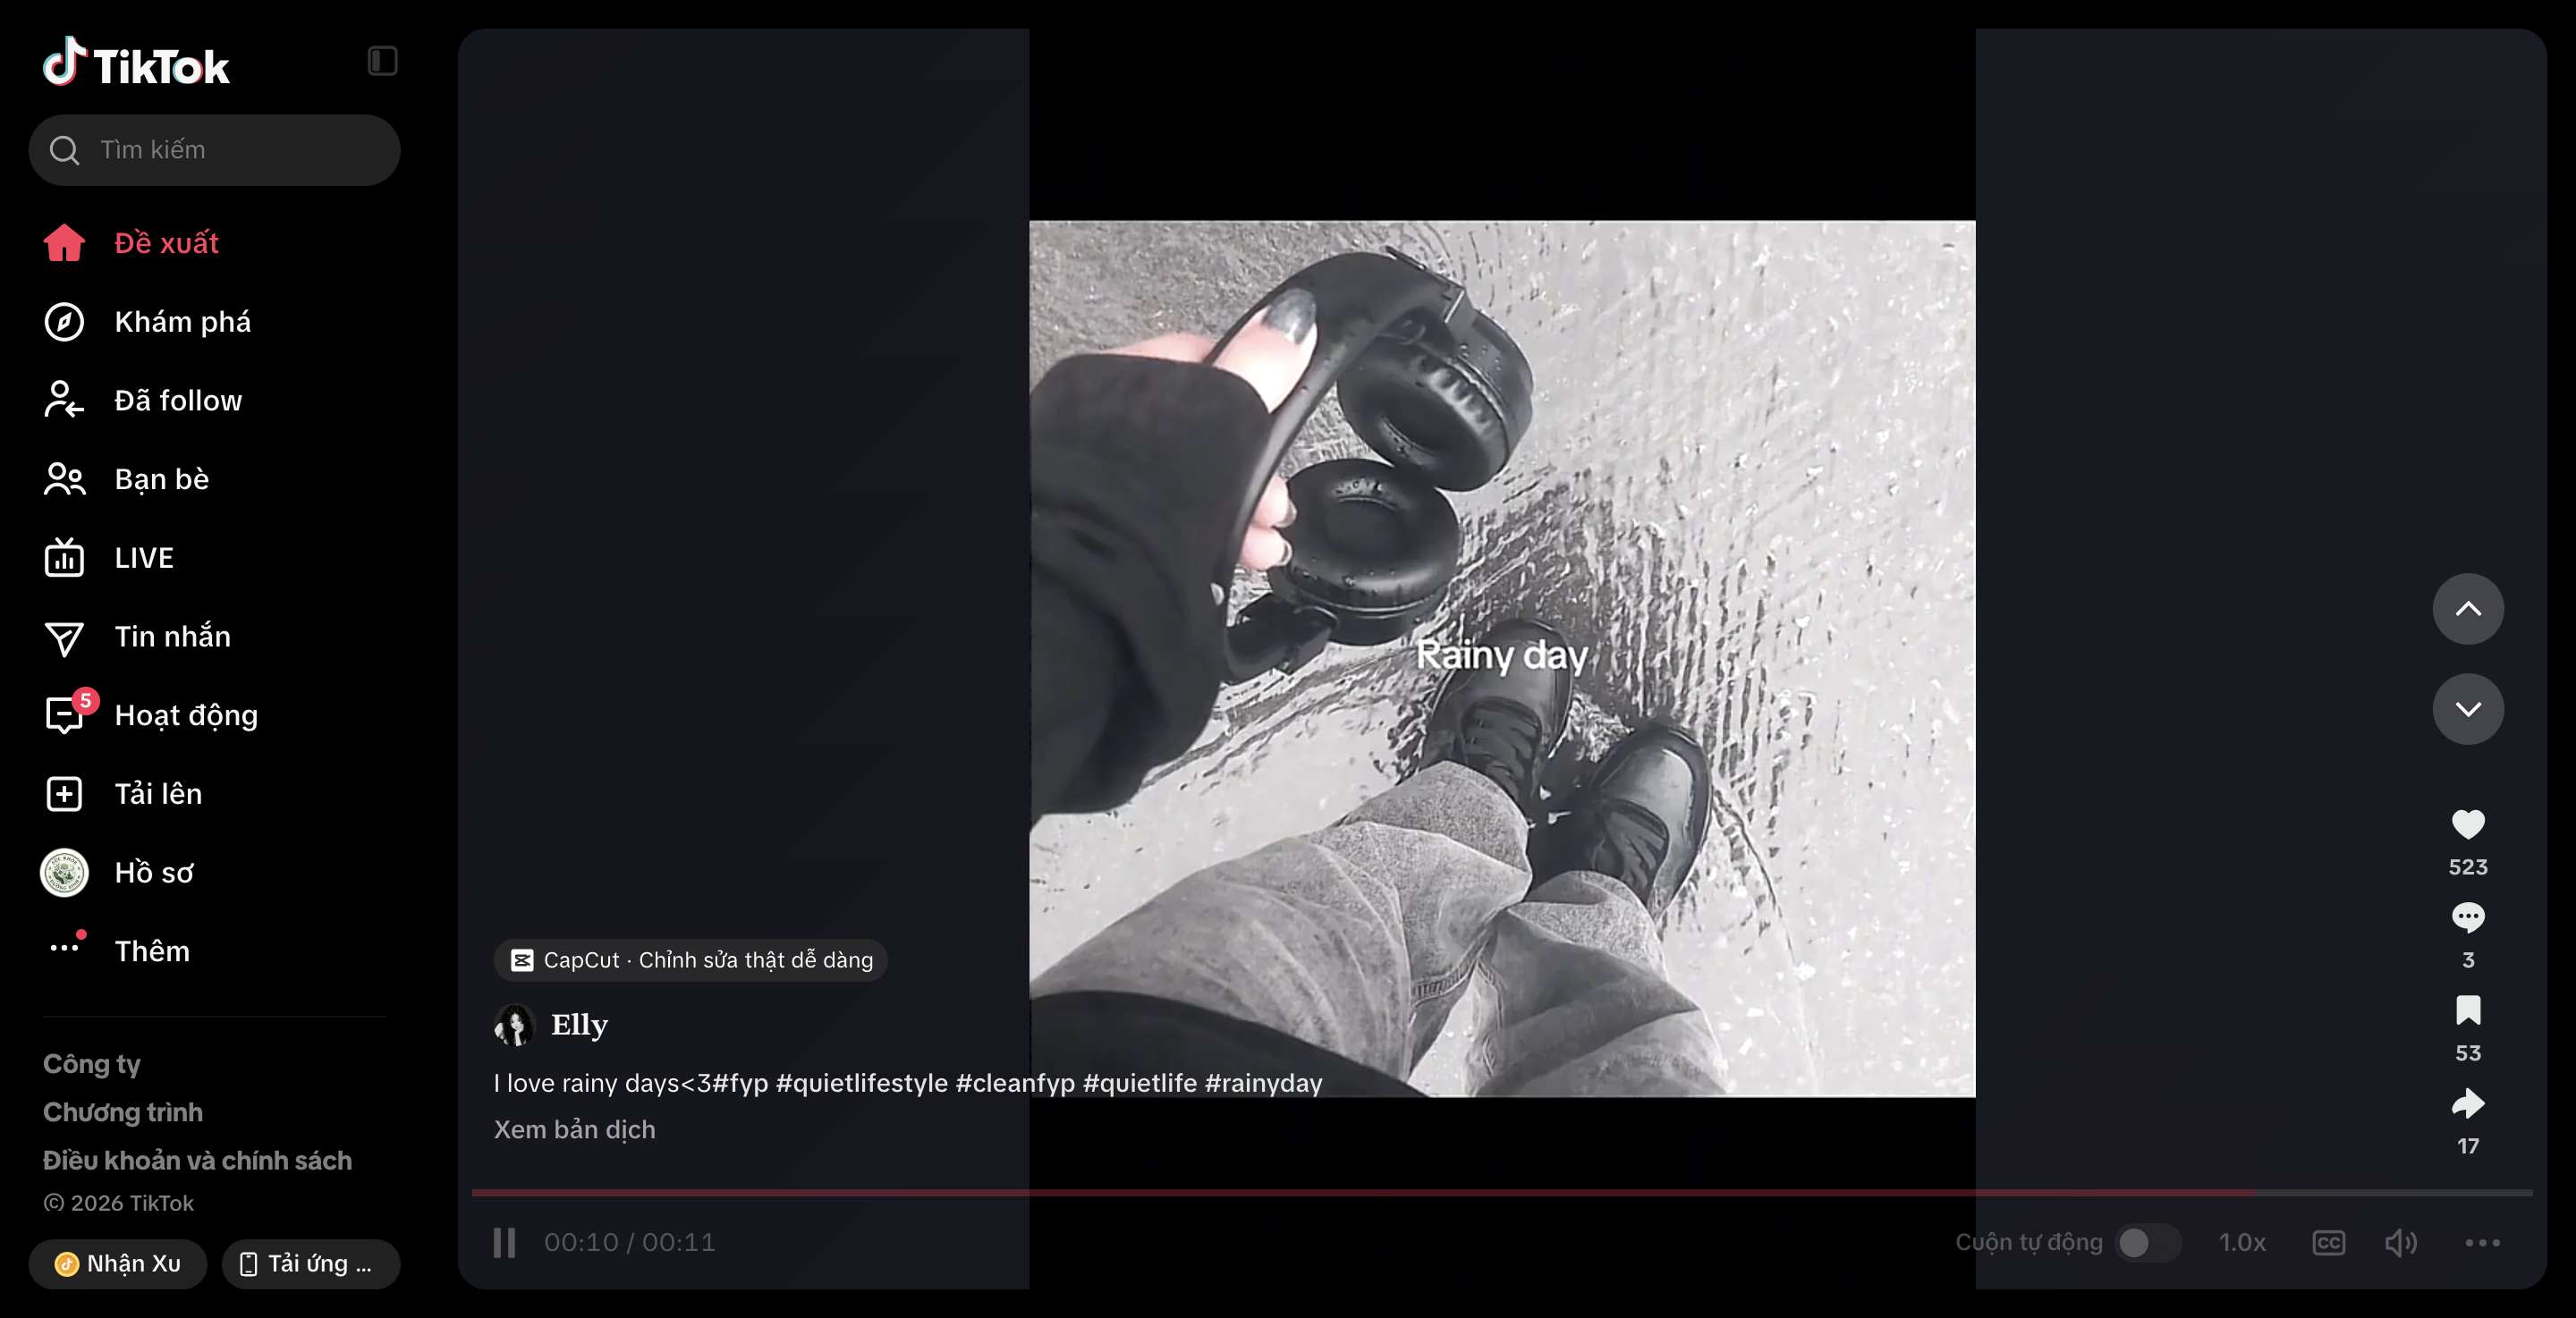 TikTok
Tìm kiếm
Đề xuất
Khám phá
Đã follow
Bạn bè
LIVE
Tin nhắn
5
Hoạt động
Tải lên
Hồ sơ
Thêm
Công ty
Chương trình
Điều khoản và chính sách
© 2026 TikTok
Nhận Xu
Tải ứng ...
Rainy day
CapCut · Chỉnh sửa thật dễ dàng
Elly
I love rainy days<3#fyp #quietlifestyle #cleanfyp #quietlife #rainyday
Xem bản dịch
00:10 / 00:11
523
3
53
17
Cuộn tự động
1.0x
CC